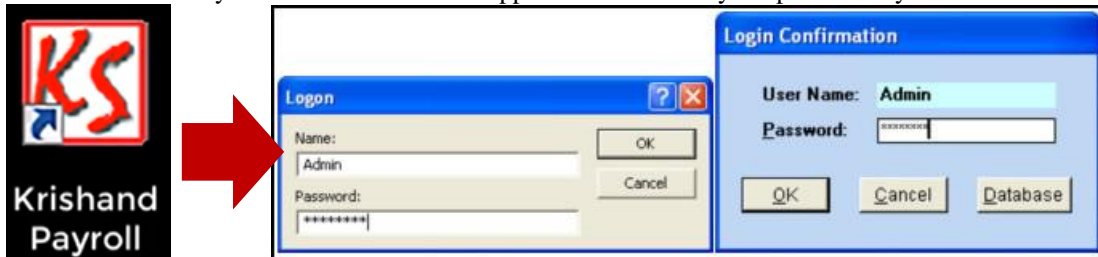 KS
Krishand
Payroll
Logon
Name:
Admin
OK
Password:
Cancel
********
Login Confirmation
User Name: Admin
Password: ********
OK Cancel Database